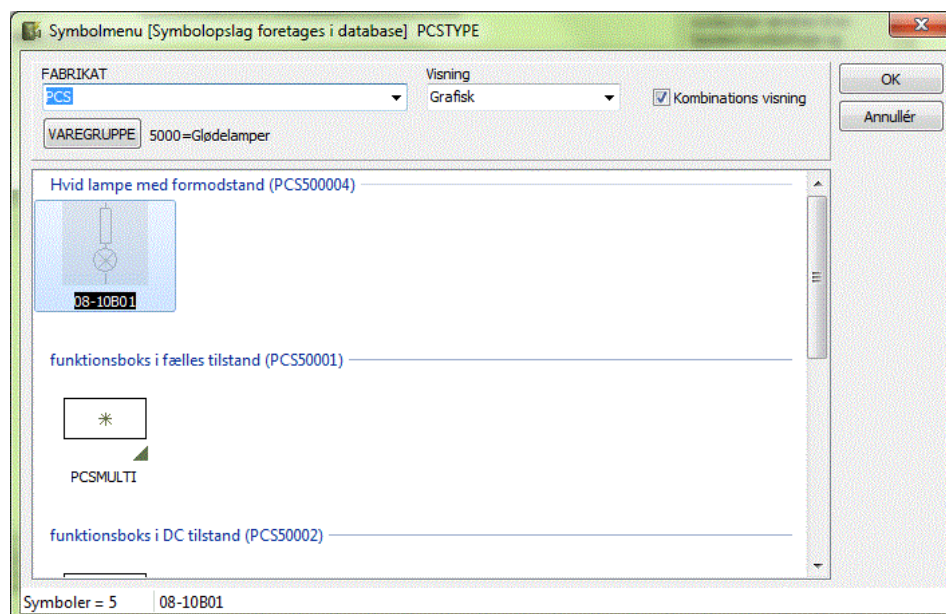 Symbolmenu [Symbolopslag foretages i database] PCSTYPE
FABRIKAT
PCS
Visning
Grafisk
Kombinations visning
OK
Annullér
VAREGRUPPE
5000=Glødelamper
Hvid lampe med formodstand (PCS500004)
08-10B01
funktionsboks i fælles tilstand (PCS50001)
PCSMULTI
funktionsboks i DC tilstand (PCS50002)
Symboler = 5
08-10B01